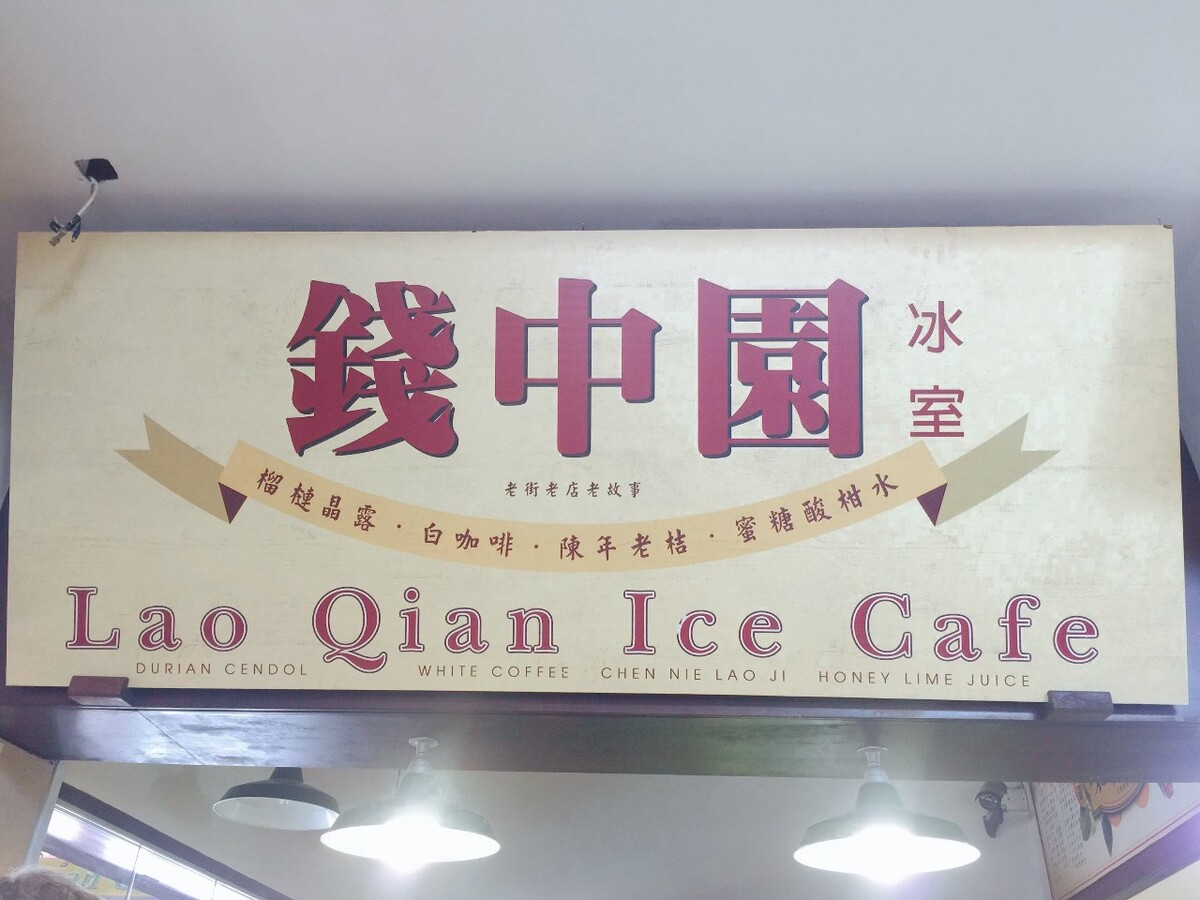 錢中園
冰室
老街老店老故事
榴槤晶露·白咖啡·陳年老桔·蜜糖酸柑水
Lao Qian Ice Cafe
DURIAN CENDOL WHITE COFFEE CHEN NIE LAO JI HONEY LIME JUICE